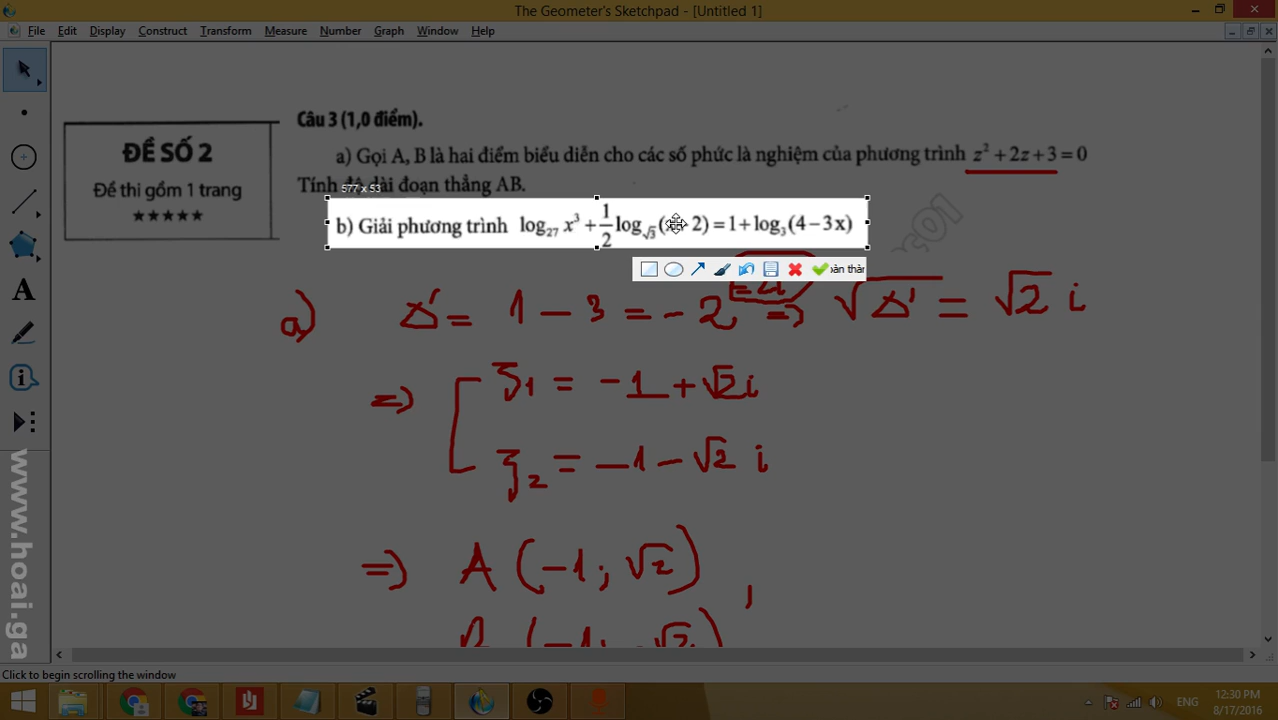 The Geometer's Sketchpad - [Untitled 1]
File Edit Display Construct Transform Measure Number Graph Window Help
ĐỀ SỐ 2
Đề thi gồm 1 trang
★★★★★
Câu 3 (1,0 điểm).
a) Gọi A, B là hai điểm biểu diễn cho các số phức là nghiệm của phương trình z² + 2z + 3 = 0
Tính độ dài đoạn thẳng AB.
577 x 53
b) Giải phương trình log₂₇ x³ + 1/2 log_√3 ( 2) = 1 + log₃ (4 − 3x)
a) Δ' = 1 − 3 = −2 ⇒ √Δ' = √2 i
⇒ [ z1 = −1 + √2 i
z2 = −1 − √2 i
⇒ A (−1; √2) ,
B (−1; −√2)
A
www.hoai.ga
Click to begin scrolling the window
ENG
12:30 PM
8/17/2016